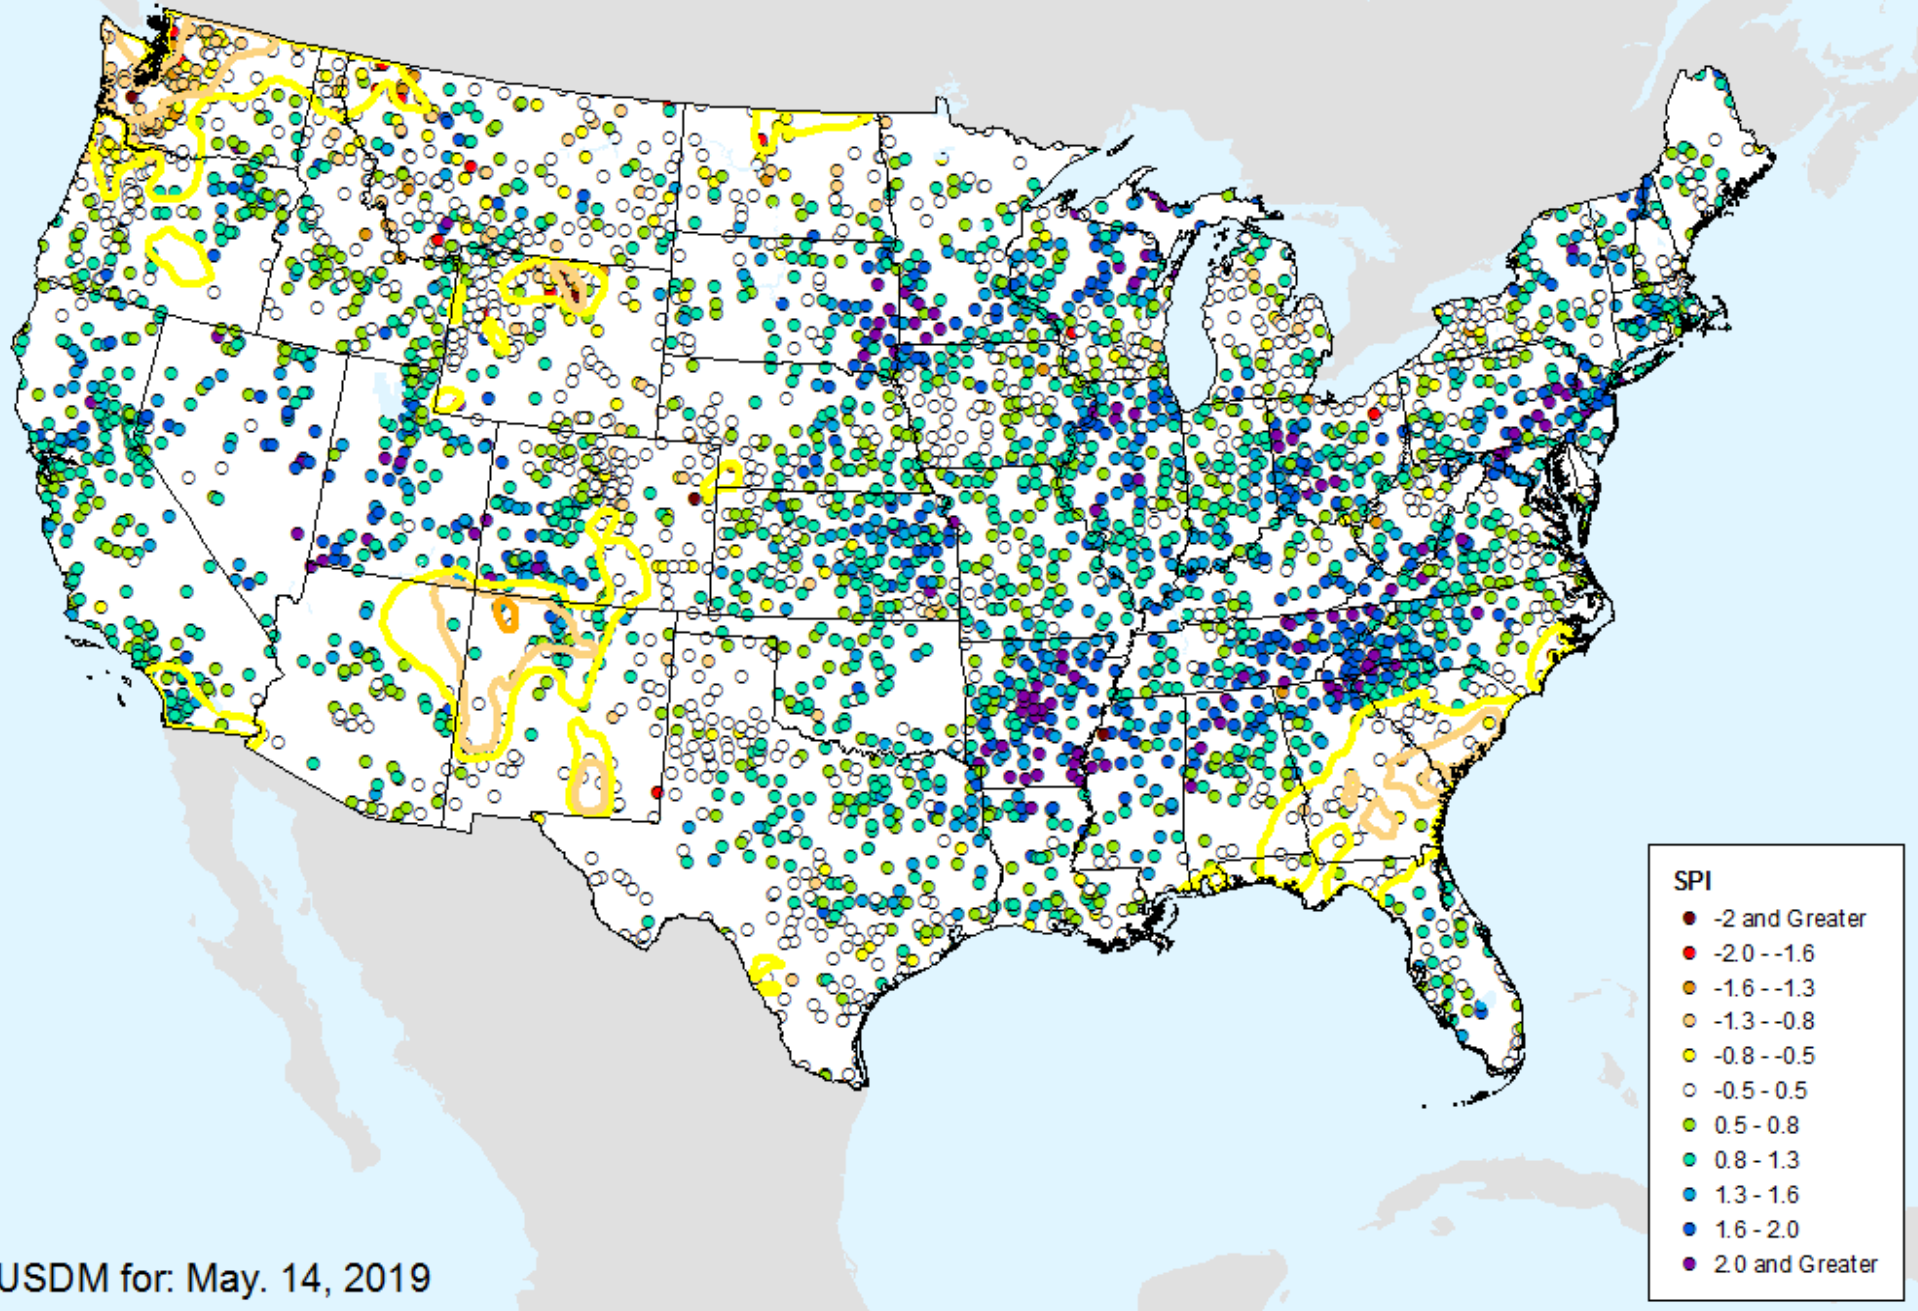 SPI
-2 and Greater
-2.0 - -1.6
-1.6 - -1.3
-1.3 - -0.8
-0.8 - -0.5
-0.5 - 0.5
0.5 - 0.8
0.8 - 1.3
1.3 - 1.6
1.6 - 2.0
2.0 and Greater
USDM for: May. 14, 2019